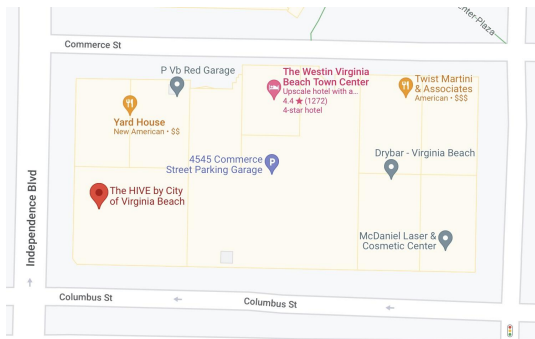 enter-Plaza
Commerce St
P Vb Red Garage
The Westin Virginia
Beach Town Center
Upscale hotel with a...
4.4 ★ (1272)
4-star hotel
Twist Martini
& Associates
American • $$$
Yard House
New American • $$
4545 Commerce
Street Parking Garage
P
Drybar - Virginia Beach
The HIVE by City
of Virginia Beach
Independence Blvd
McDaniel Laser &
Cosmetic Center
Columbus St
Columbus St